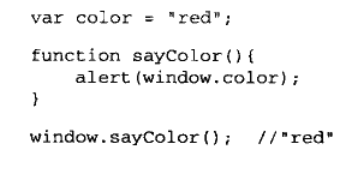 var color = "red";
function sayColor(){
    alert(window.color);
}
window.sayColor();  //"red"